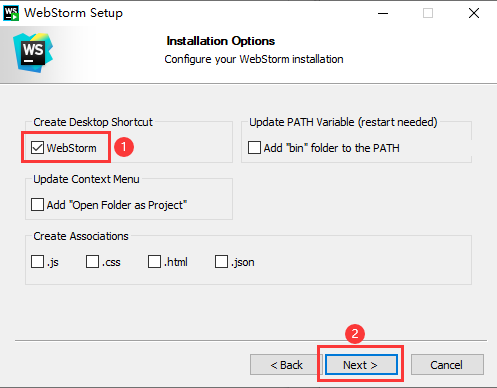 WebStorm Setup
WS
Installation Options
Configure your WebStorm installation
Create Desktop Shortcut
WebStorm
1
Update PATH Variable (restart needed)
Add "bin" folder to the PATH
Update Context Menu
Add "Open Folder as Project"
Create Associations
.js .css .html .json
2
< Back Next > Cancel